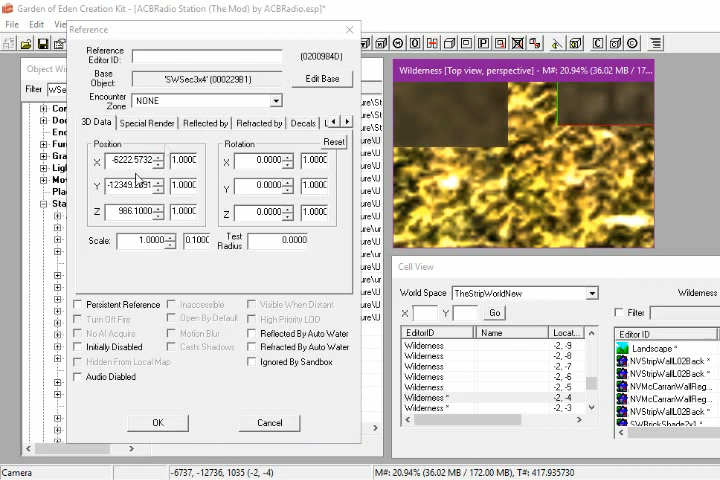 Garden of Eden Creation Kit - [ACBRadio Station (The Mod) by ACBRadio.esp]*
File Edit
Reference
Reference Editor ID:
(0200984D)
Base Object:
'SWSec3x4' (000229B1)
Edit Base
Encounter Zone
NONE
3D Data Special Render Reflected by Refracted by Decals
Position
X -6222.5732 1.0000
Y
Z 986.1000 1.0000
Rotation
Reset
X 0.0000 1.0000
Y 0.0000 1.0000
Z 0.0000 1.0000
Scale: 1.0000 0.1000
Test Radius 0.0000
Persistent Reference
Inaccessible
Visible When Distant
Turn Off Fire
Open By Default
High Priority LOD
No AI Acquire
Motion Blur
Reflected By Auto Water
Initially Disabled
Casts Shadows
Refracted By Auto Water
Hidden From Local Map
Ignored By Sandbox
Audio Disabled
OK
Cancel
Object Win
Filter
Wilderness [Top view, perspective] - M#: 20.94% (36.02 MB / 17...
Cell View
World Space TheStripWorldNew
Wilderness
X Y Go
Filter
EditorID Name Locat...
Wilderness -2, -9
Wilderness -2, -8
Wilderness -2, -7
Wilderness -2, -6
Wilderness -2, -5
Wilderness * -2, -4
Wilderness * -2, -3
Editor ID
Landscape *
NVStripWallL02Back *
NVStripWallL02Back *
NVMcCarranWallReg...
NVMcCarranWallReg...
NVStripWallL02Back *
SWBrickShade2x1 *
Camera
-6737, -12736, 1035 (-2, -4)
M#: 20.94% (36.02 MB / 172.00 MB), T#: 417.935730